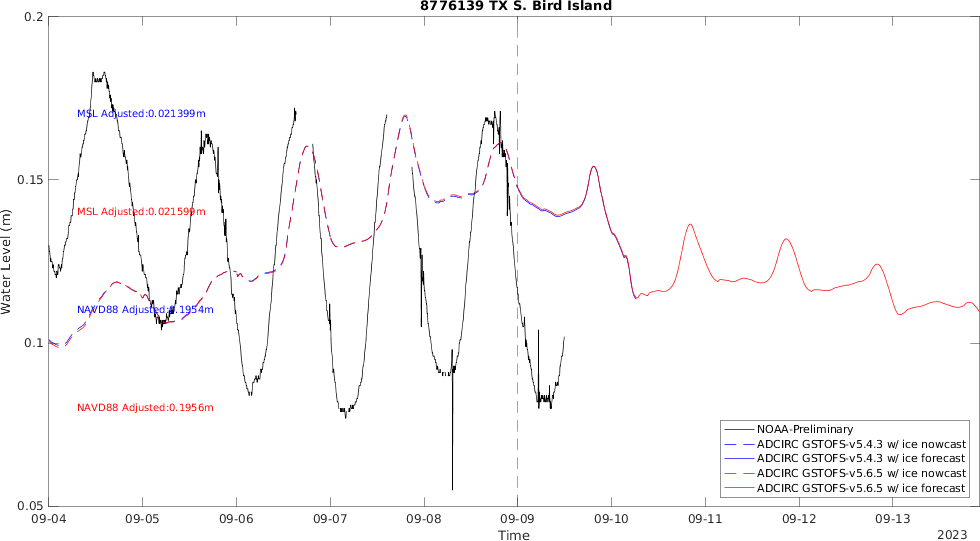 8776139 TX S. Bird Island
0.2
MSL Adjusted:0.021399m
0.15
MSL Adjusted:0.021599m
Water Level (m)
NAVD88 Adjusted:0.1954m
0.1
NAVD88 Adjusted:0.1956m
NOAA-Preliminary
ADCIRC GSTOFS-v5.4.3 w/ ice nowcast
ADCIRC GSTOFS-v5.4.3 w/ ice forecast
ADCIRC GSTOFS-v5.6.5 w/ ice nowcast
ADCIRC GSTOFS-v5.6.5 w/ ice forecast
0.05
09-04 09-05 09-06 09-07 09-08 09-09 09-10 09-11 09-12 09-13
Time
2023